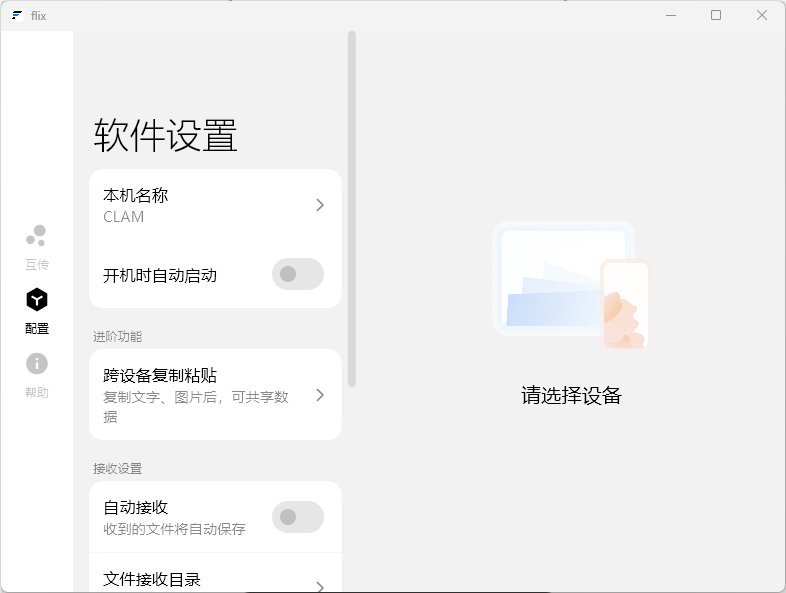 flix
软件设置
本机名称
CLAM
开机时自动启动
互传
配置
帮助
进阶功能
跨设备复制粘贴
复制文字、图片后，可共享数
据
接收设置
自动接收
收到的文件将自动保存
文件接收目录
请选择设备